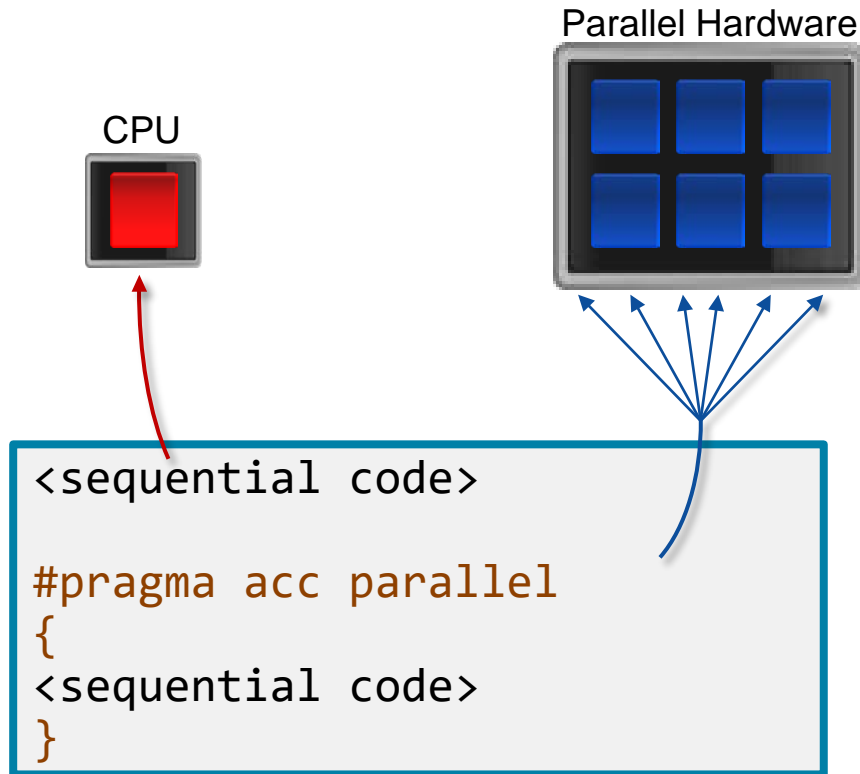 Parallel Hardware
CPU
<sequential code>
#pragma acc parallel
{
<sequential code>
}